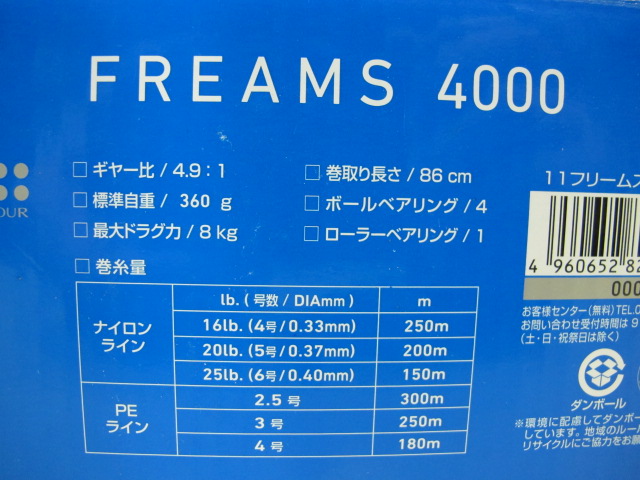 FREAMS 4000
□ ギヤー比 / 4.9 : 1
□ 標準自重 / 360 g
□ 最大ドラグ力 / 8 kg
□ 巻取り長さ / 86 cm
□ ボールベアリング / 4
□ ローラーベアリング / 1
□ 巻糸量
lb. (号数 / DIAmm) m
ナイロン
ライン
16lb. (4号/0.33mm) 250m
20lb. (5号/0.37mm) 200m
25lb. (6号/0.40mm) 150m
PE
ライン
2.5 号 300m
3 号 250m
4 号 180m
OUR
11フリームス
4 960652 82
000
お客様センター(無料)TEL.0
お問い合わせ受付時間は9
(土・日・祝祭日は除く)
ダンボール
※環境に配慮してダンボー
しています。地域のルール
リサイクルにご協力をお願